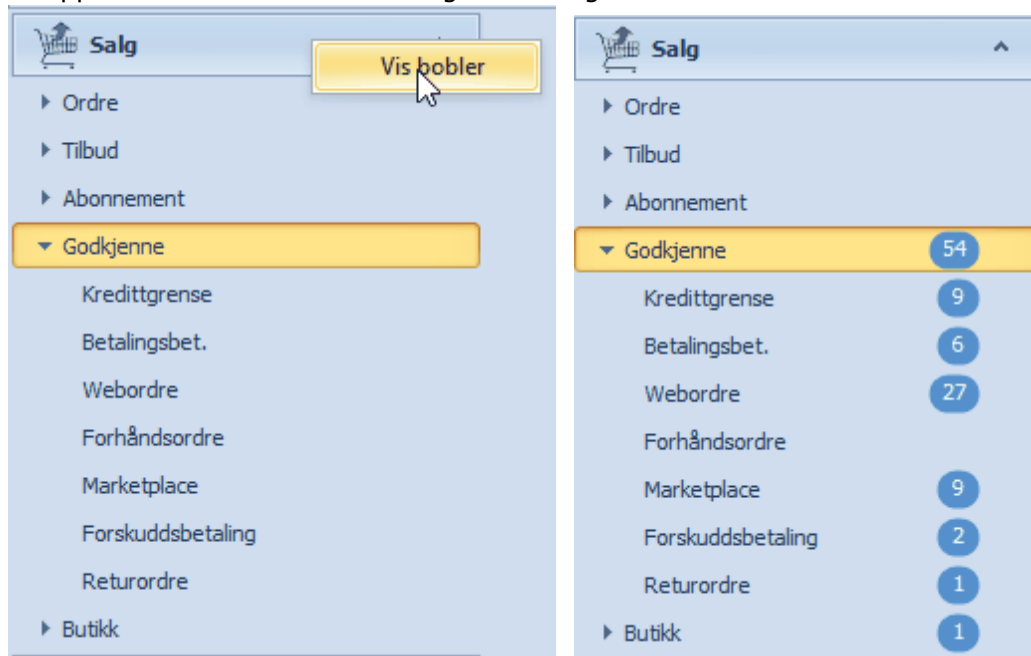 Salg
Vis bobler
Ordre
Tilbud
Abonnement
Godkjenne
Kredittgrense
Betalingsbet.
Webordre
Forhåndsordre
Marketplace
Forskuddsbetaling
Returordre
Butikk
Salg
Ordre
Tilbud
Abonnement
Godkjenne 54
Kredittgrense 9
Betalingsbet. 6
Webordre 27
Forhåndsordre
Marketplace 9
Forskuddsbetaling 2
Returordre 1
Butikk 1